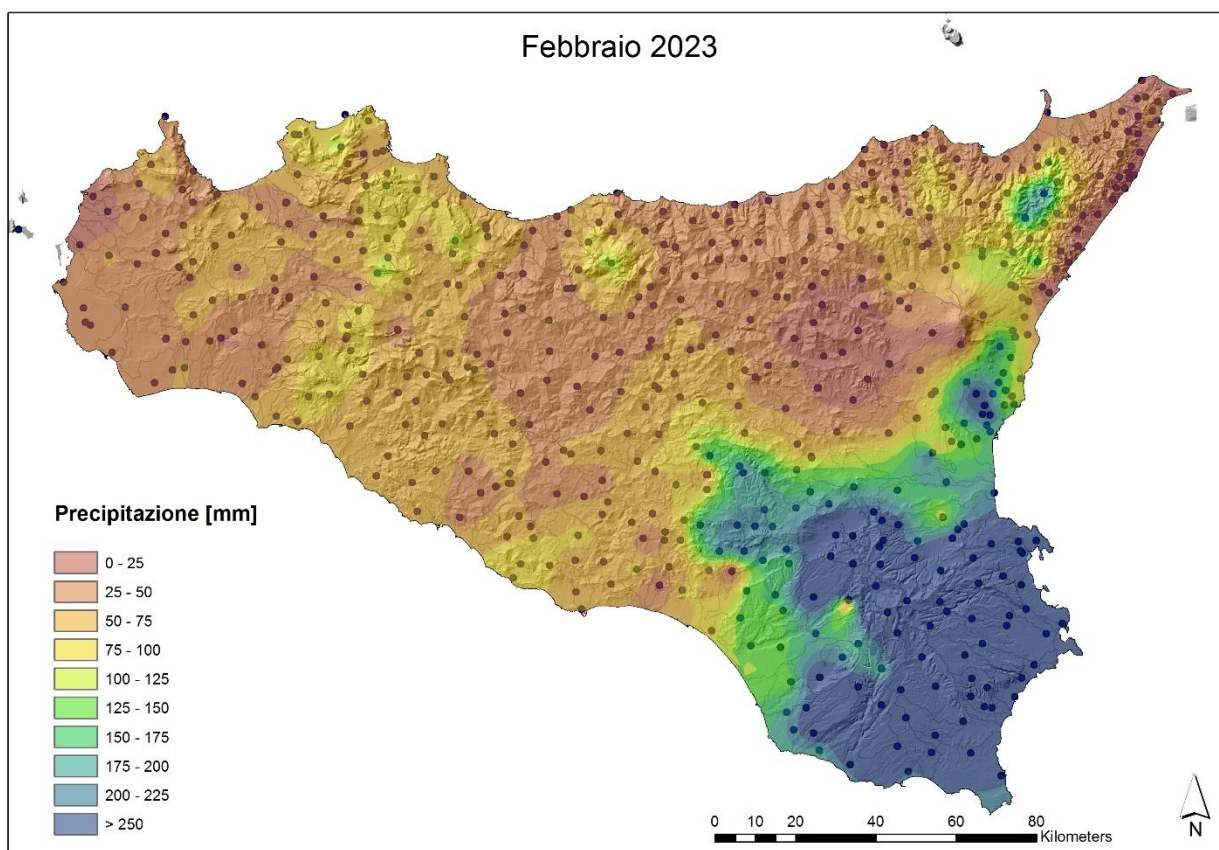 Febbraio 2023
Precipitazione [mm]
0 - 25
25 - 50
50 - 75
75 - 100
100 - 125
125 - 150
150 - 175
175 - 200
200 - 225
> 250
0 10 20 40 60 80
Kilometers
N